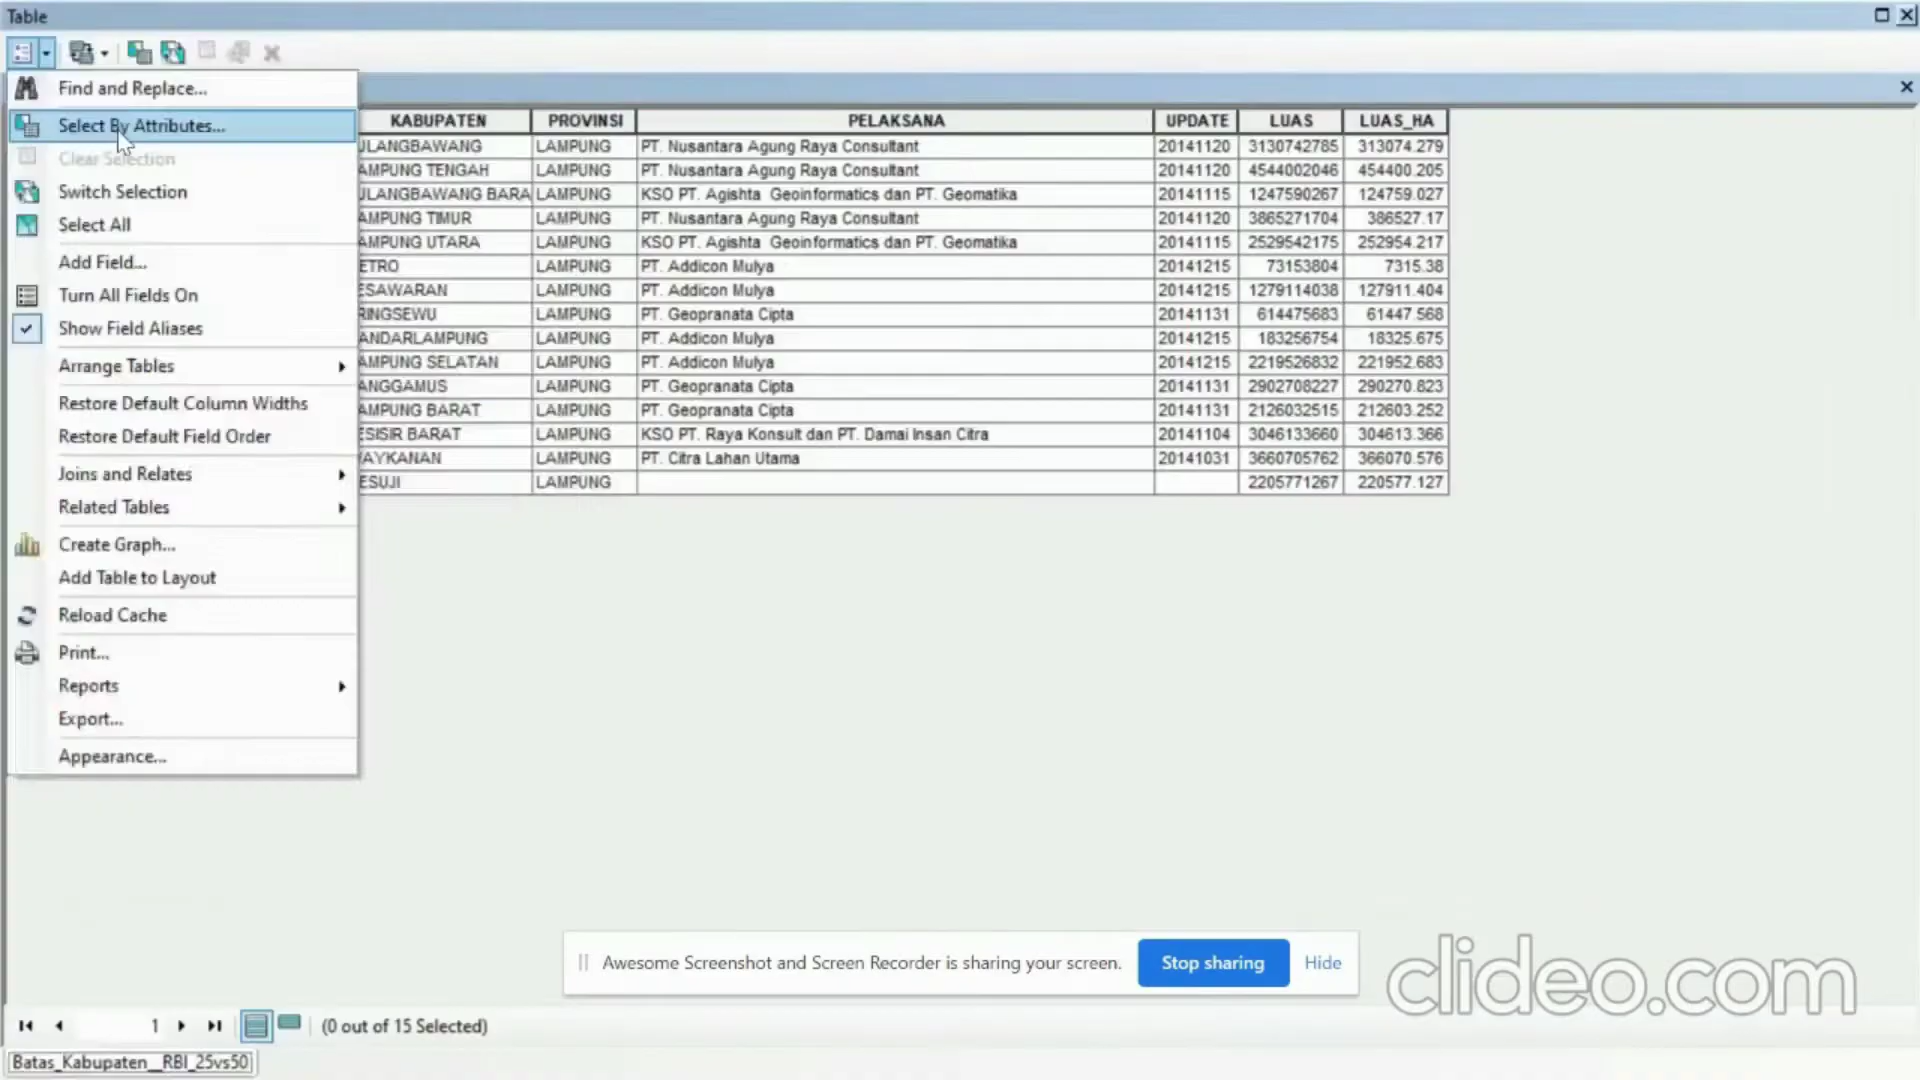 Table
Find and Replace...
Select By Attributes...
Clear Selection
Switch Selection
Select All
Add Field...
Turn All Fields On
Show Field Aliases
Arrange Tables
Restore Default Column Widths
Restore Default Field Order
Joins and Relates
Related Tables
Create Graph...
Add Table to Layout
Reload Cache
Print...
Reports
Export...
Appearance...
KABUPATEN PROVINSI PELAKSANA UPDATE LUAS LUAS_HA
ULANGBAWANG LAMPUNG PT. Nusantara Agung Raya Consultant 20141120 3130742785 313074.279
AMPUNG TENGAH LAMPUNG PT. Nusantara Agung Raya Consultant 20141120 4544002046 454400.205
ULANGBAWANG BARA LAMPUNG KSO PT. Agishta Geoinformatics dan PT. Geomatika 20141115 1247590267 124759.027
AMPUNG TIMUR LAMPUNG PT. Nusantara Agung Raya Consultant 20141120 3865271704 386527.17
AMPUNG UTARA LAMPUNG KSO PT. Agishta Geoinformatics dan PT. Geomatika 20141115 2529542175 252954.217
ETRO LAMPUNG PT. Addicon Mulya 20141215 73153804 7315.38
ESAWARAN LAMPUNG PT. Addicon Mulya 20141215 1279114038 127911.404
RINGSEWU LAMPUNG PT. Geopranata Cipta 20141131 614475683 61447.568
ANDARLAMPUNG LAMPUNG PT. Addicon Mulya 20141215 183256754 18325.675
AMPUNG SELATAN LAMPUNG PT. Addicon Mulya 20141215 2219526832 221952.683
ANGGAMUS LAMPUNG PT. Geopranata Cipta 20141131 2902708227 290270.823
AMPUNG BARAT LAMPUNG PT. Geopranata Cipta 20141131 2126032515 212603.252
ESISIR BARAT LAMPUNG KSO PT. Raya Konsult dan PT. Damai Insan Citra 20141104 3046133660 304613.366
AYKANAN LAMPUNG PT. Citra Lahan Utama 20141031 3660705762 366070.576
ESUJI LAMPUNG 2205771267 220577.127
Awesome Screenshot and Screen Recorder is sharing your screen. Stop sharing Hide
clideo.com
1 (0 out of 15 Selected)
Batas_Kabupaten__RBI_25vs50